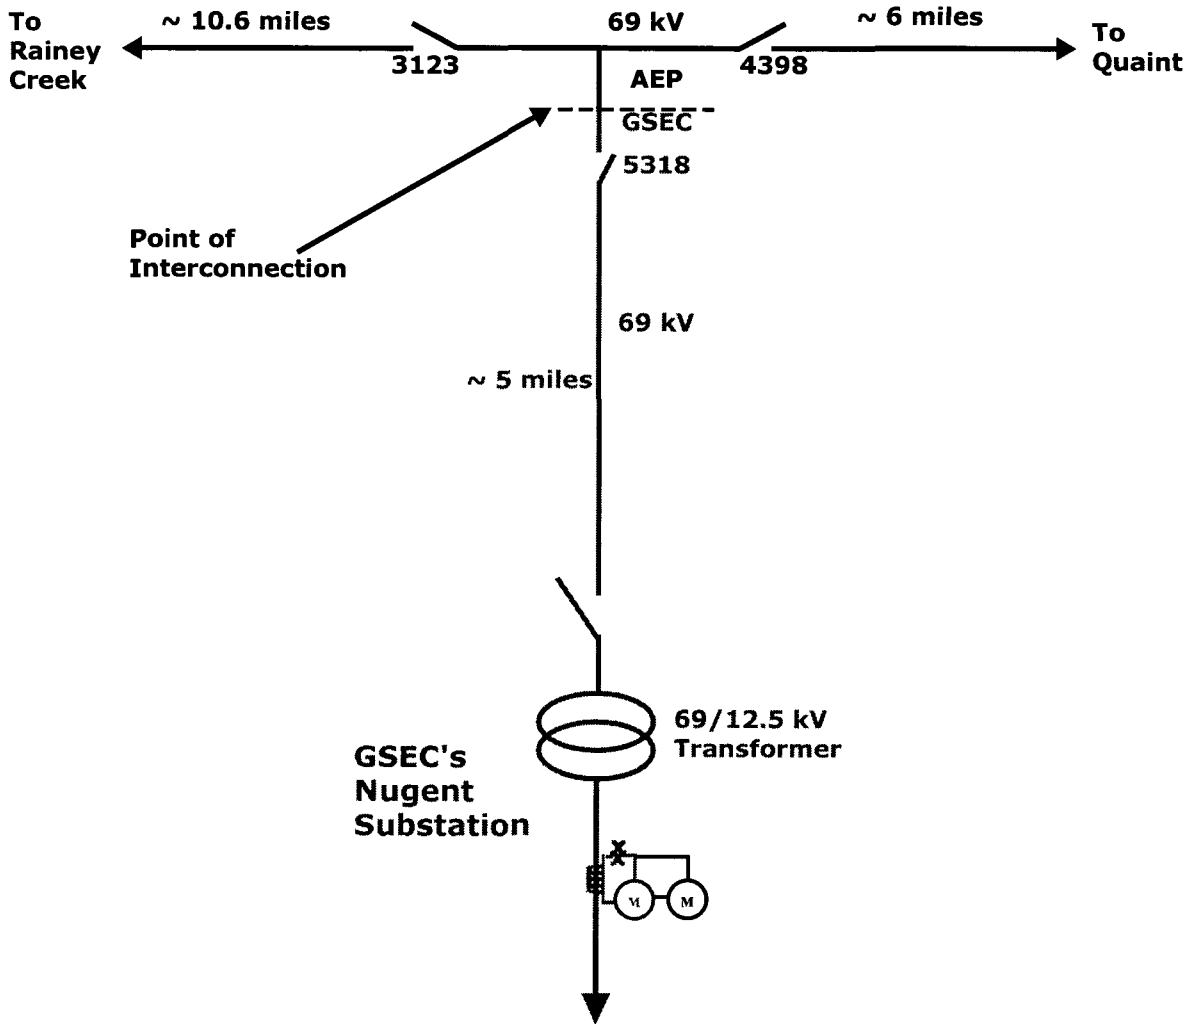 To
Rainey
Creek
~ 10.6 miles
3123
69 kV
~ 6 miles
4398
To
Quaint
AEP
GSEC
5318
Point of
Interconnection
69 kV
~ 5 miles
69/12.5 kV
Transformer
GSEC's
Nugent
Substation
M
M